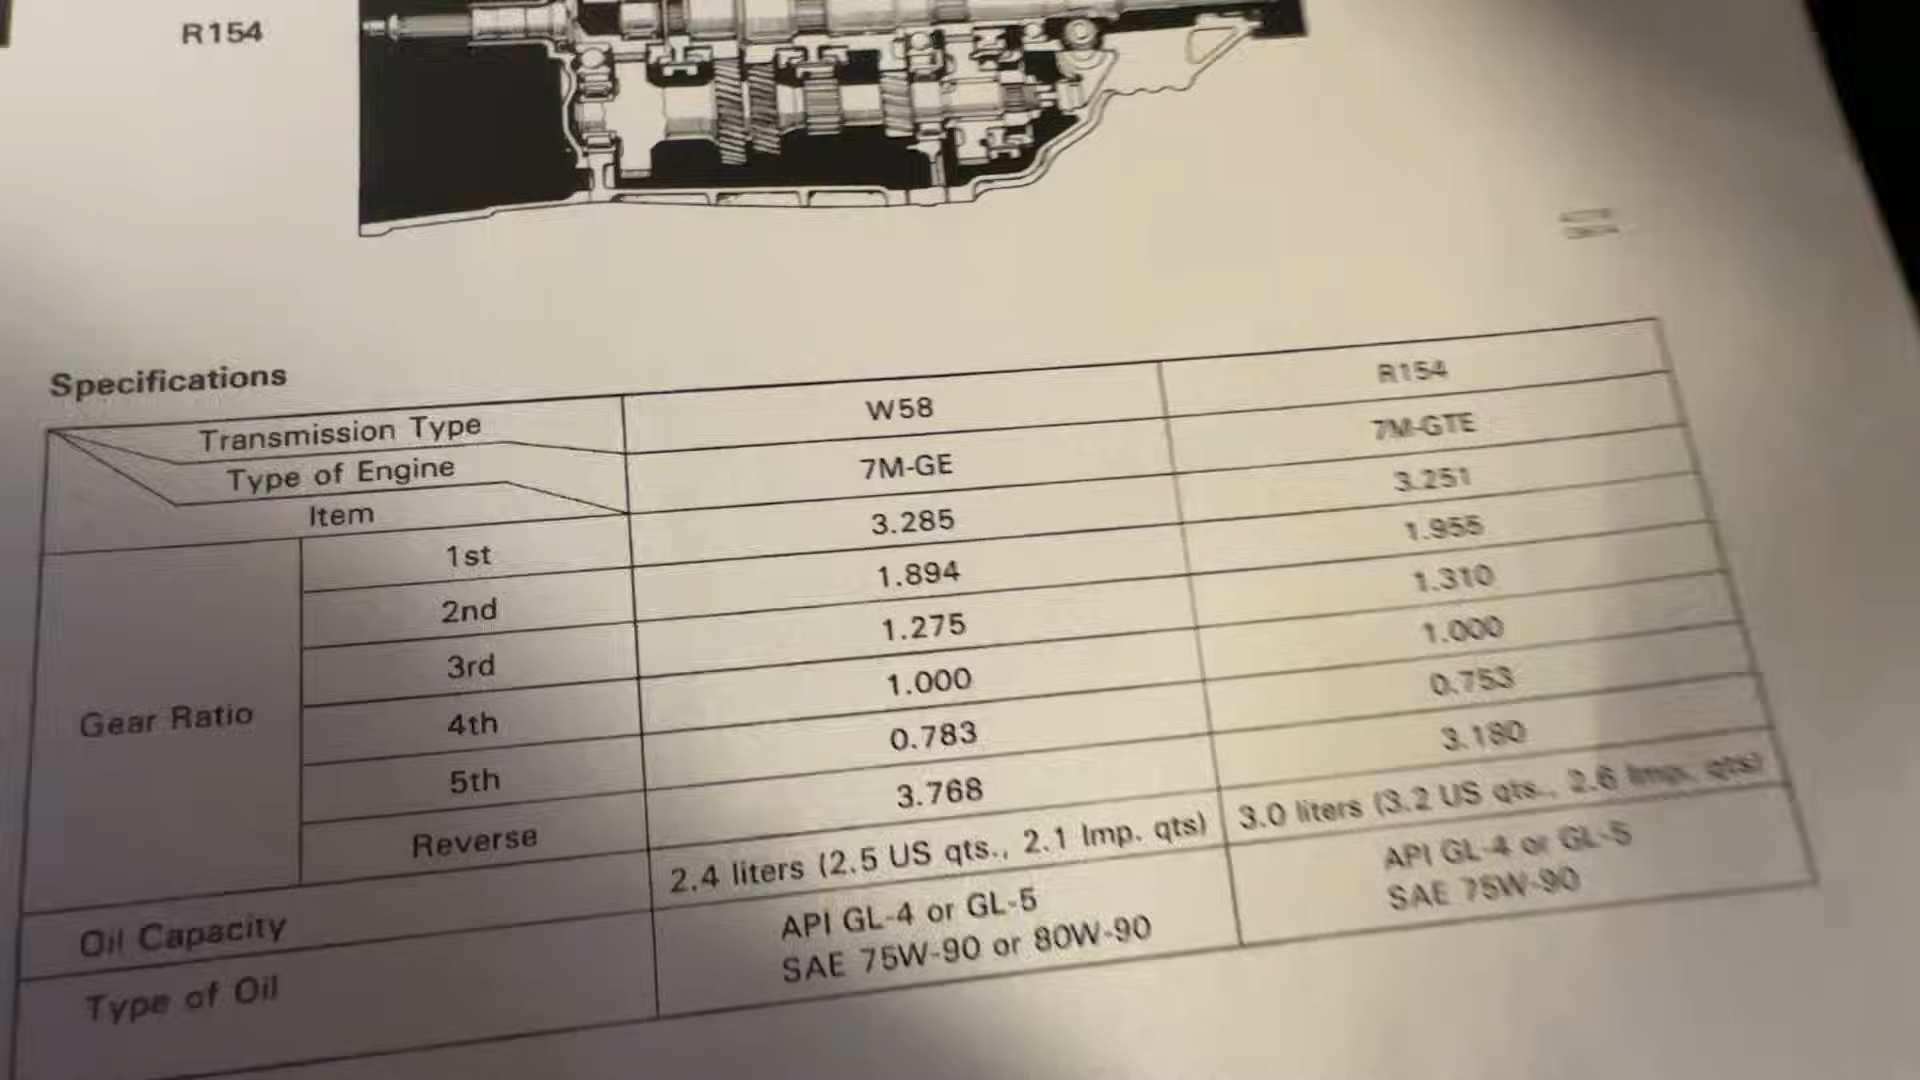 R154
Specifications
Transmission Type W58 R154
Type of Engine 7M-GE 7M-GTE
Item
Gear Ratio
1st 3.285 3.251
2nd 1.894 1.955
3rd 1.275 1.310
4th 1.000 1.000
5th 0.783 0.753
Reverse 3.768 3.180
Oil Capacity 2.4 liters (2.5 US qts., 2.1 Imp. qts) 3.0 liters (3.2 US qts., 2.6 Imp. qts)
Type of Oil
API GL-4 or GL-5 API GL-4 or GL-5
SAE 75W-90 or 80W-90 SAE 75W-90